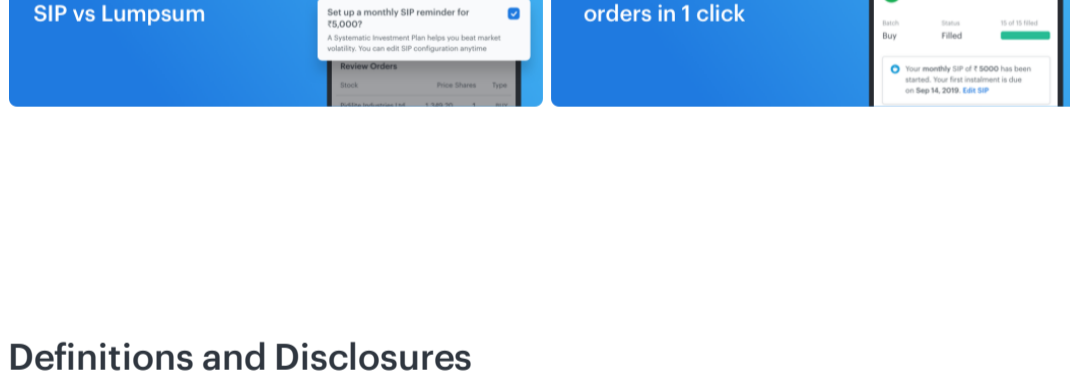 SIP vs Lumpsum
Set up a monthly SIP reminder for
₹5,000?
A Systematic Investment Plan helps you beat market
volatility. You can edit SIP configuration anytime
Review Orders
Stock Price Shares Type
orders in 1 click
Batch Status 15 of 15 filled
Buy Filled
Your monthly SIP of ₹ 5000 has been
started. Your first instalment is due
on Sep 14, 2019. Edit SIP
Definitions and Disclosures